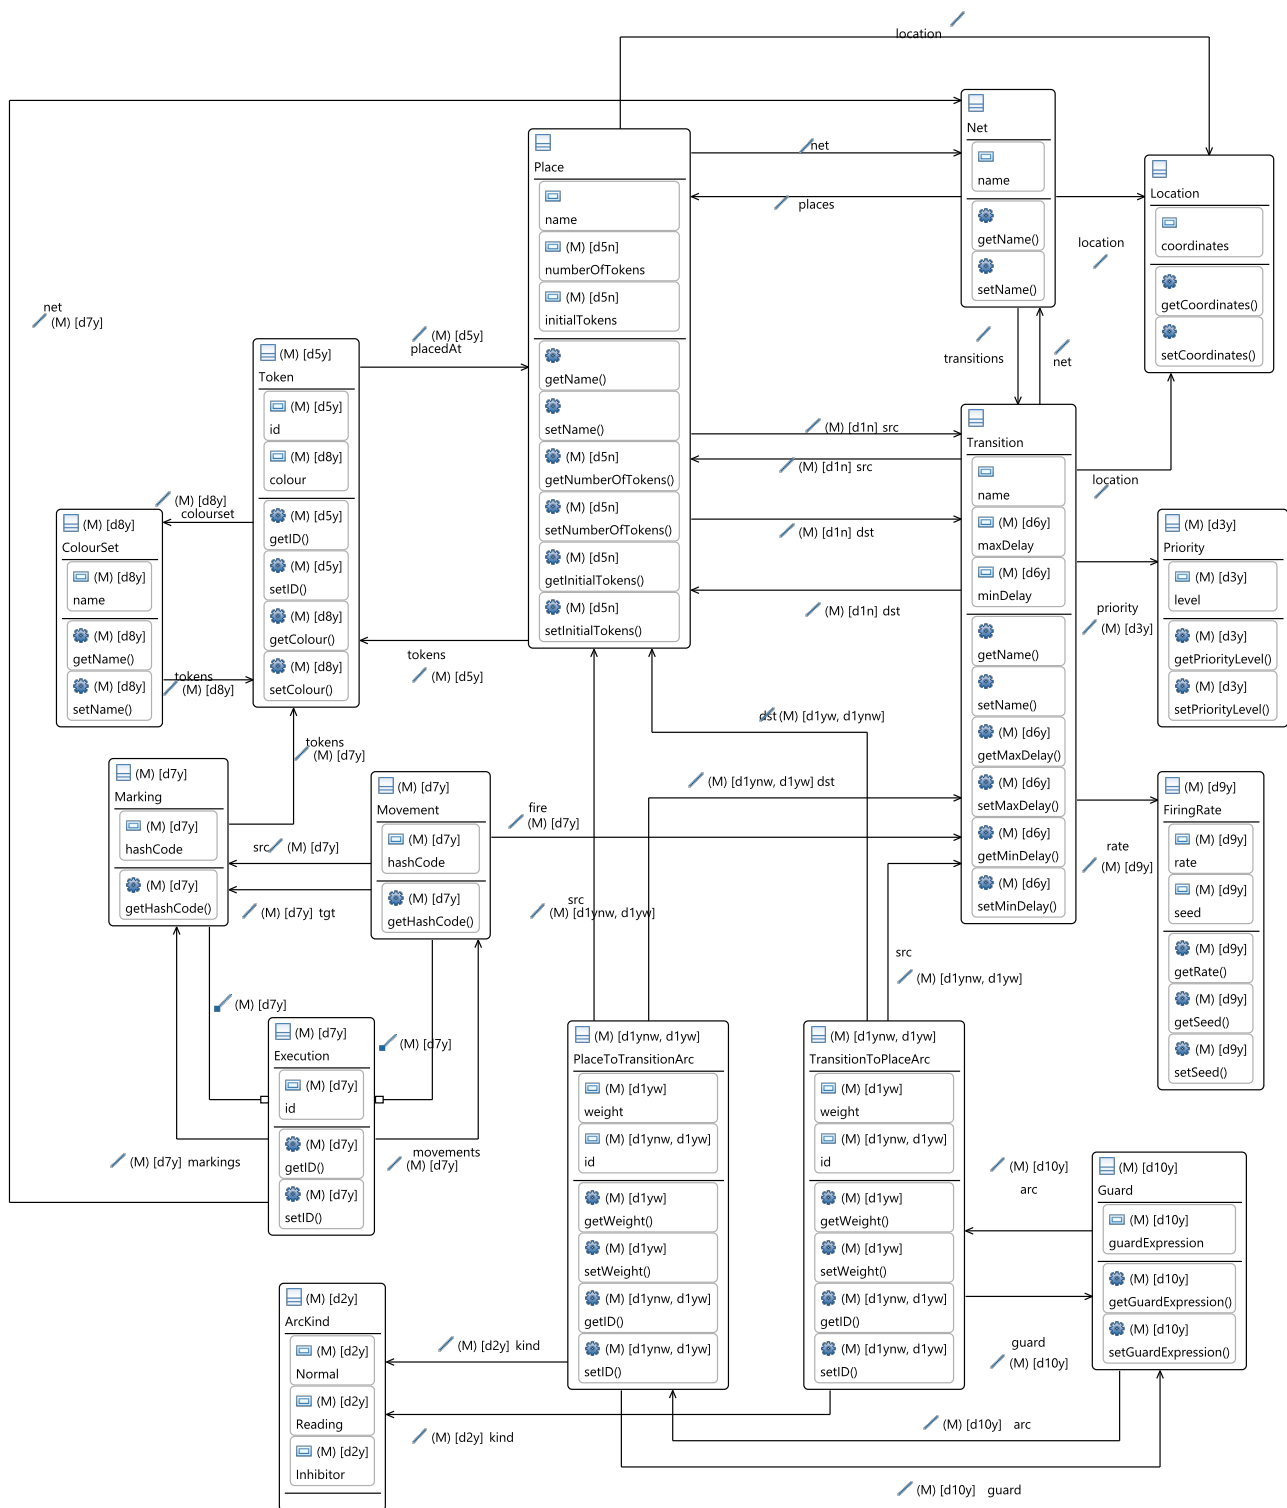 location
Net
name
getName()
setName()
net
places
Place
name
(M) [d5n]
numberOfTokens
(M) [d5n]
initialTokens
getName()
setName()
(M) [d5n]
getNumberOfTokens()
(M) [d5n]
setNumberOfTokens()
(M) [d5n]
getInitialTokens()
(M) [d5n]
setInitialTokens()
Location
coordinates
getCoordinates()
setCoordinates()
location
transitions
net
net
(M) [d7y]
(M) [d5y]
placedAt
(M) [d5y]
Token
(M) [d5y]
id
(M) [d8y]
colour
(M) [d5y]
getID()
(M) [d5y]
setID()
(M) [d8y]
getColour()
(M) [d8y]
setColour()
(M) [d8y]
colourset
(M) [d8y]
ColourSet
(M) [d8y]
name
(M) [d8y]
getName()
(M) [d8y]
setName()
tokens
(M) [d8y]
tokens
(M) [d5y]
(M) [d1n] src
(M) [d1n] src
(M) [d1n] dst
(M) [d1n] dst
Transition
name
(M) [d6y]
maxDelay
(M) [d6y]
minDelay
getName()
setName()
(M) [d6y]
getMaxDelay()
(M) [d6y]
setMaxDelay()
(M) [d6y]
getMinDelay()
(M) [d6y]
setMinDelay()
location
(M) [d3y]
Priority
(M) [d3y]
level
(M) [d3y]
getPriorityLevel()
(M) [d3y]
setPriorityLevel()
priority
(M) [d3y]
dst (M) [d1yw, d1ynw]
tokens
(M) [d7y]
(M) [d7y]
Marking
(M) [d7y]
hashCode
(M) [d7y]
getHashCode()
(M) [d7y]
Movement
(M) [d7y]
hashCode
(M) [d7y]
getHashCode()
src (M) [d7y]
(M) [d7y] tgt
fire
(M) [d7y]
(M) [d1ynw, d1yw] dst
(M) [d9y]
FiringRate
(M) [d9y]
rate
(M) [d9y]
seed
(M) [d9y]
getRate()
(M) [d9y]
getSeed()
(M) [d9y]
setSeed()
rate
(M) [d9y]
src
(M) [d1ynw, d1yw]
src
(M) [d1ynw, d1yw]
(M) [d7y]
(M) [d7y]
(M) [d7y]
Execution
(M) [d7y]
id
(M) [d7y]
getID()
(M) [d7y]
setID()
(M) [d7y] markings
movements
(M) [d7y]
(M) [d1ynw, d1yw]
PlaceToTransitionArc
(M) [d1yw]
weight
(M) [d1ynw, d1yw]
id
(M) [d1yw]
getWeight()
(M) [d1yw]
setWeight()
(M) [d1ynw, d1yw]
getID()
(M) [d1ynw, d1yw]
setID()
(M) [d1ynw, d1yw]
TransitionToPlaceArc
(M) [d1yw]
weight
(M) [d1ynw, d1yw]
id
(M) [d1yw]
getWeight()
(M) [d1yw]
setWeight()
(M) [d1ynw, d1yw]
getID()
(M) [d1ynw, d1yw]
setID()
(M) [d10y]
arc
(M) [d10y]
Guard
(M) [d10y]
guardExpression
(M) [d10y]
getGuardExpression()
(M) [d10y]
setGuardExpression()
guard
(M) [d10y]
(M) [d2y]
ArcKind
(M) [d2y]
Normal
(M) [d2y]
Reading
(M) [d2y]
Inhibitor
(M) [d2y] kind
(M) [d2y] kind
(M) [d10y] arc
(M) [d10y] guard